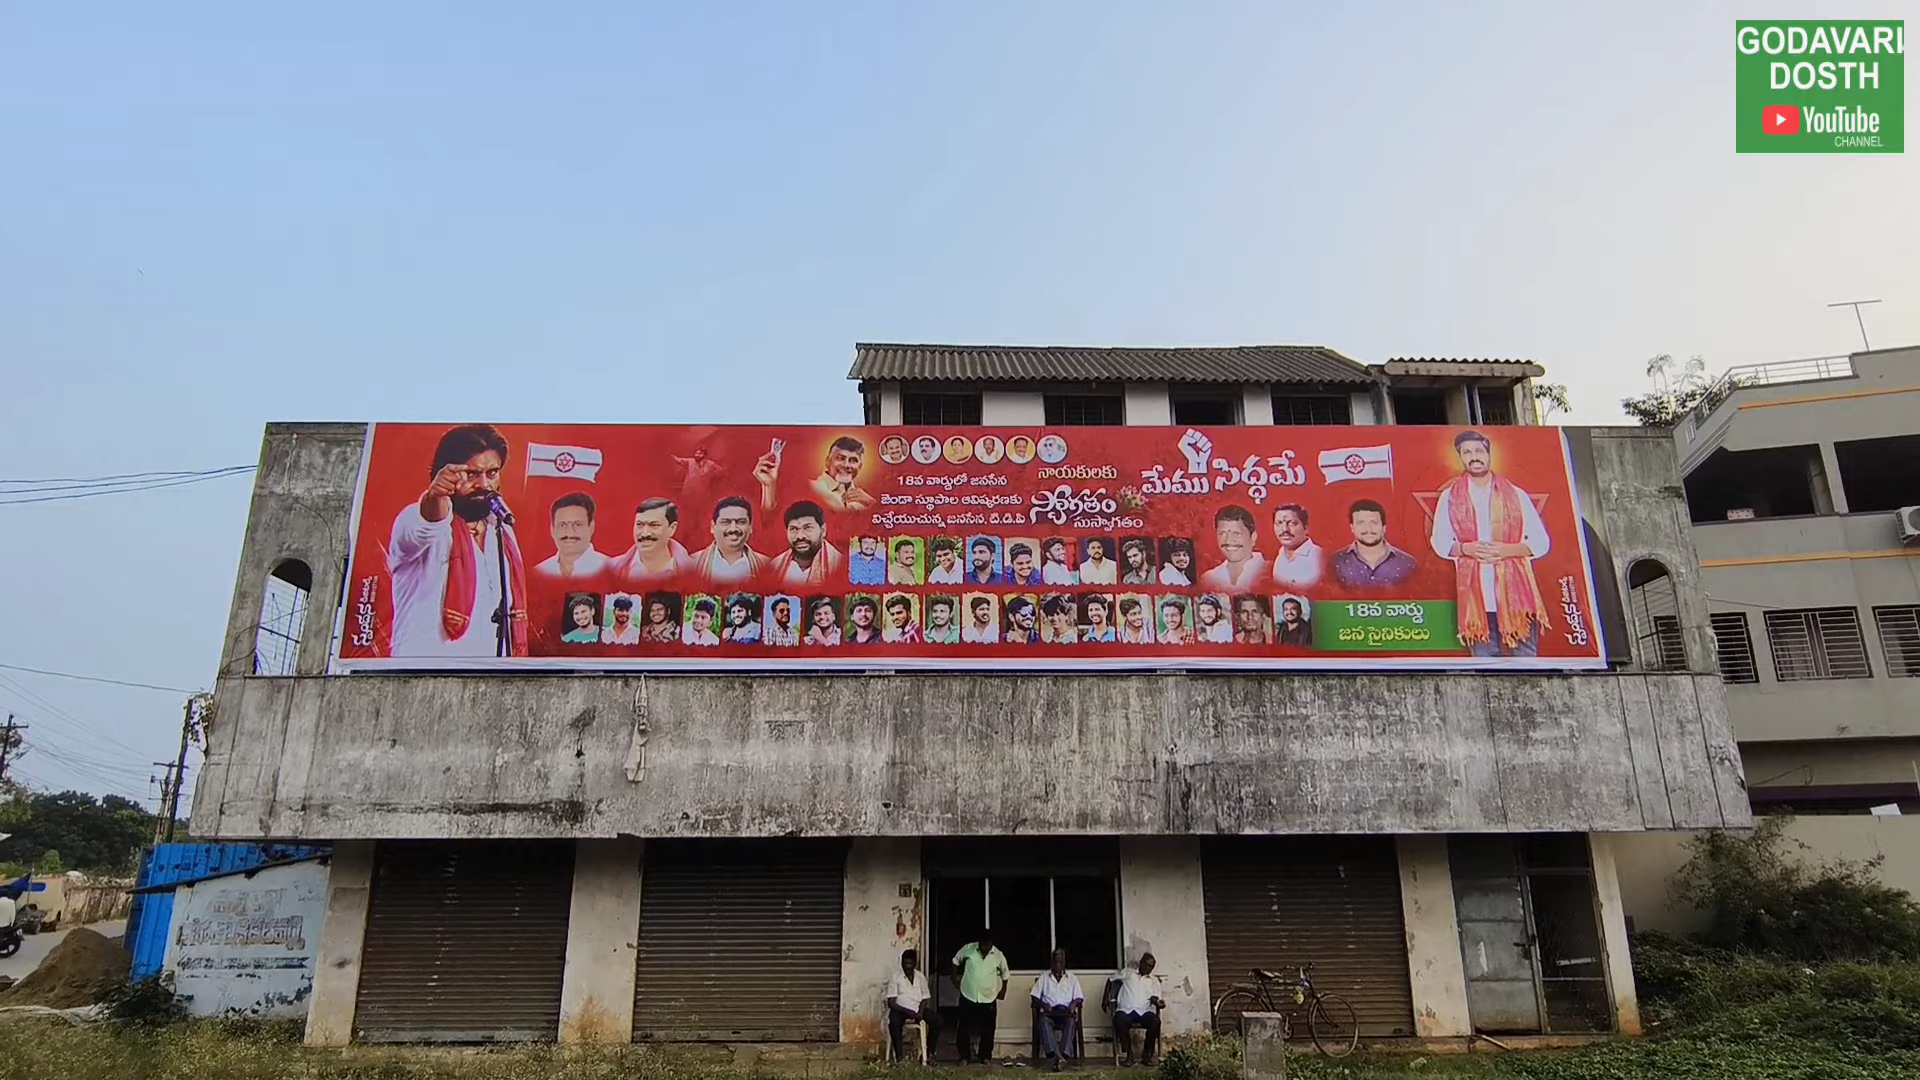 GODAVARI
DOSTH
YouTube
CHANNEL
18వ వార్డులో జనసేన
జెండా స్థూపాల ఆవిష్కరణకు
విచ్చేయుచున్న జనసేన, టి.డి.పి
నాయకులకు
స్వాగతం
సుస్వాగతం
మేము సిద్ధమే
18వ వార్డు
జన సైనికులు